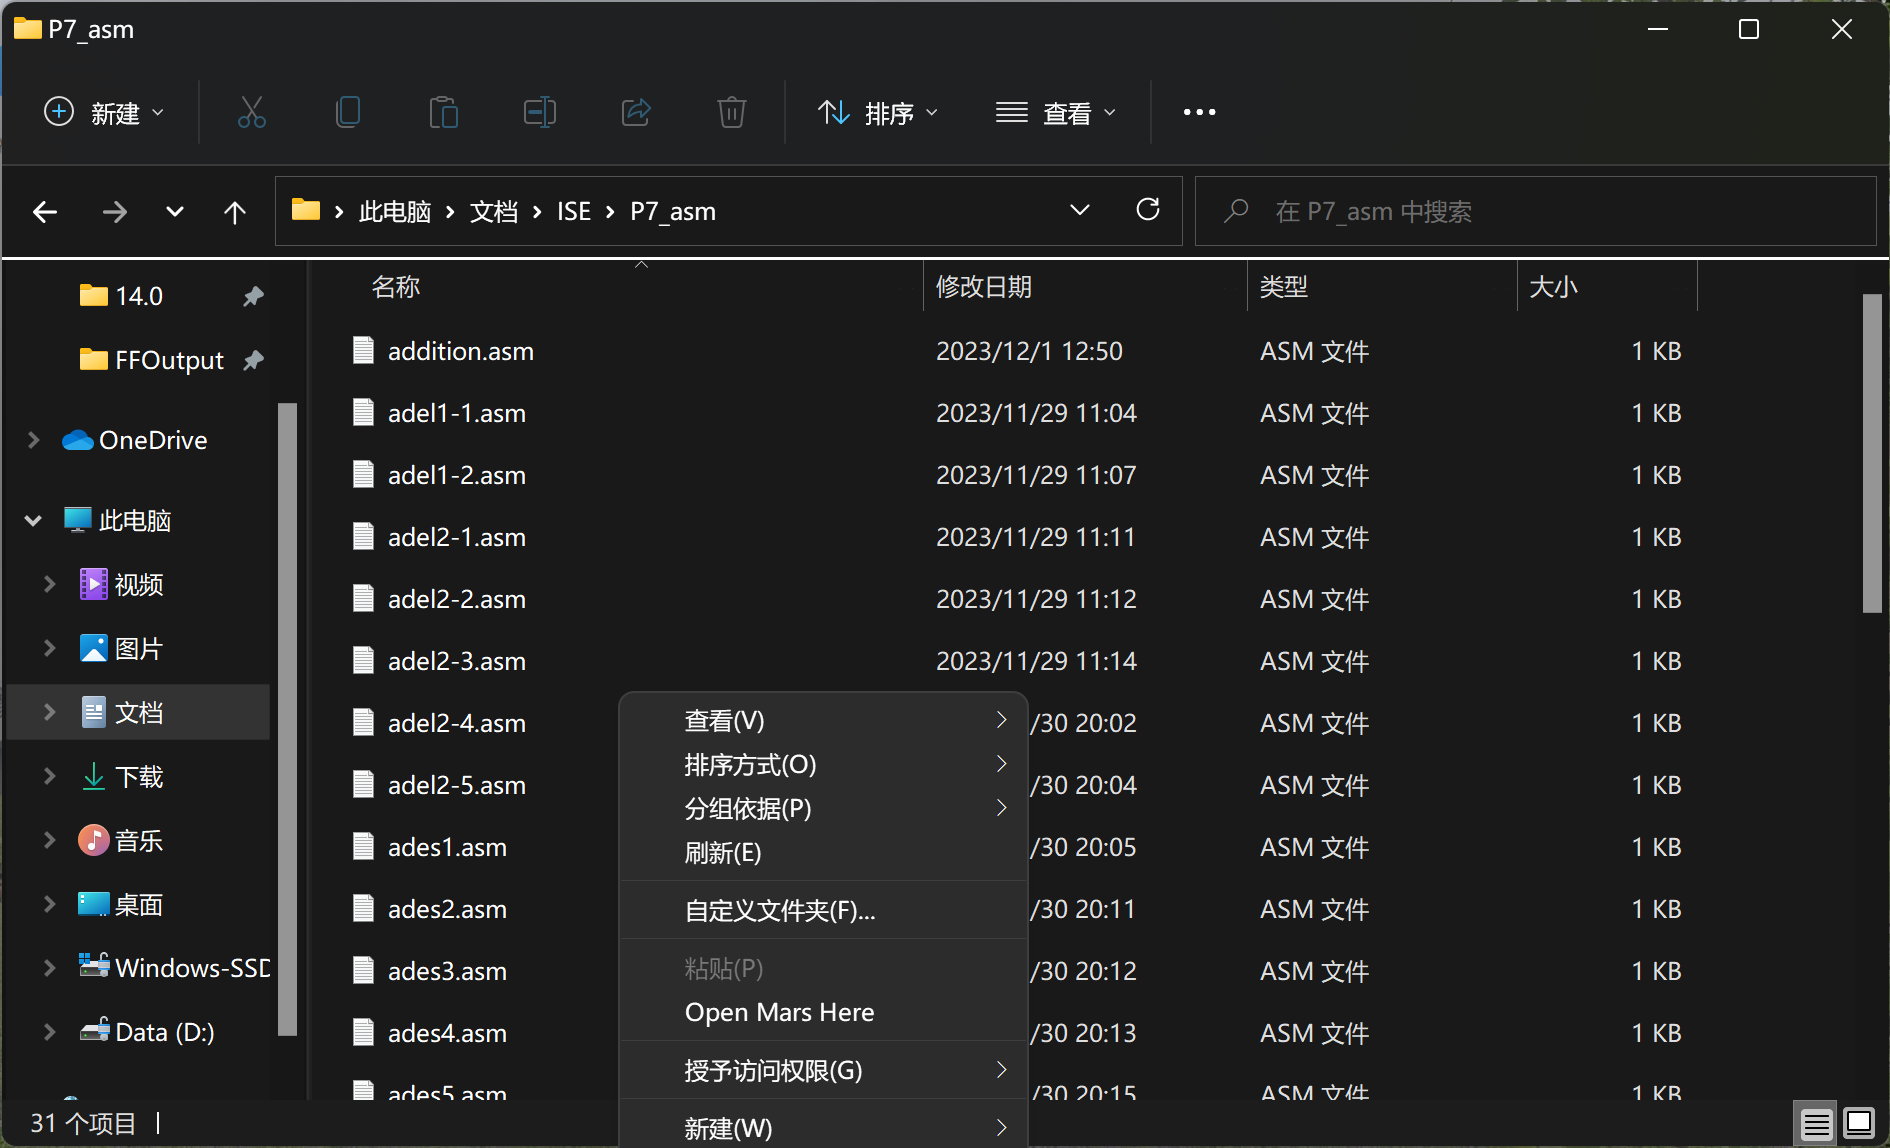 P7_asm
新建
排序
查看
此电脑 文档 ISE P7_asm
在 P7_asm 中搜索
14.0
FFOutput
OneDrive
此电脑
视频
图片
文档
下载
音乐
桌面
Windows-SSD
Data (D:)
名称 修改日期 类型 大小
addition.asm 2023/12/1 12:50 ASM 文件 1 KB
adel1-1.asm 2023/11/29 11:04 ASM 文件 1 KB
adel1-2.asm 2023/11/29 11:07 ASM 文件 1 KB
adel2-1.asm 2023/11/29 11:11 ASM 文件 1 KB
adel2-2.asm 2023/11/29 11:12 ASM 文件 1 KB
adel2-3.asm 2023/11/29 11:14 ASM 文件 1 KB
adel2-4.asm /30 20:02 ASM 文件 1 KB
adel2-5.asm /30 20:04 ASM 文件 1 KB
ades1.asm /30 20:05 ASM 文件 1 KB
ades2.asm /30 20:11 ASM 文件 1 KB
ades3.asm /30 20:12 ASM 文件 1 KB
ades4.asm /30 20:13 ASM 文件 1 KB
ades5.asm /30 20:15 ASM 文件 1 KB
查看(V)
排序方式(O)
分组依据(P)
刷新(E)
自定义文件夹(F)...
粘贴(P)
Open Mars Here
授予访问权限(G)
新建(W)
31 个项目